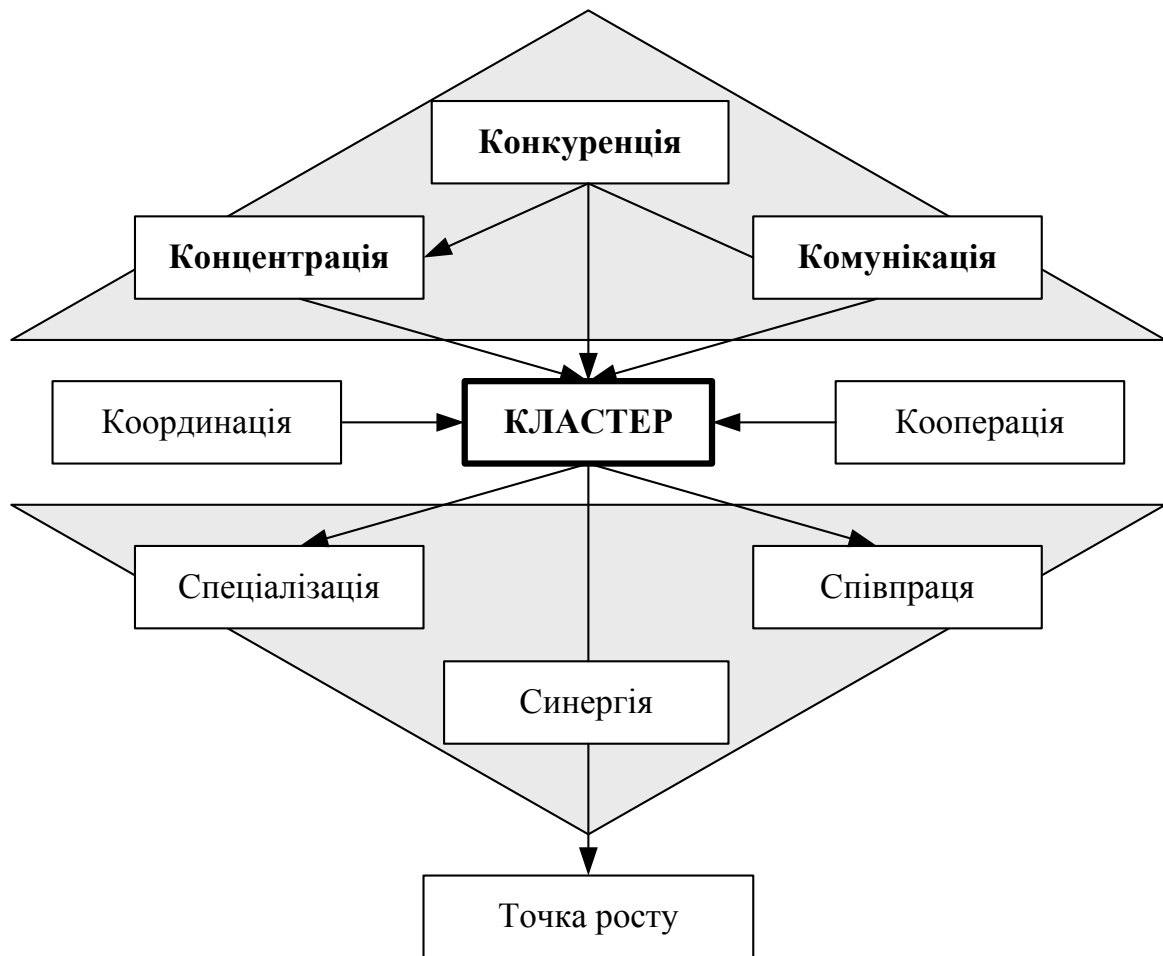 Конкуренція
Концентрація
Комунікація
Координація
КЛАСТЕР
Кооперація
Спеціалізація
Співпраця
Синергія
Точка росту